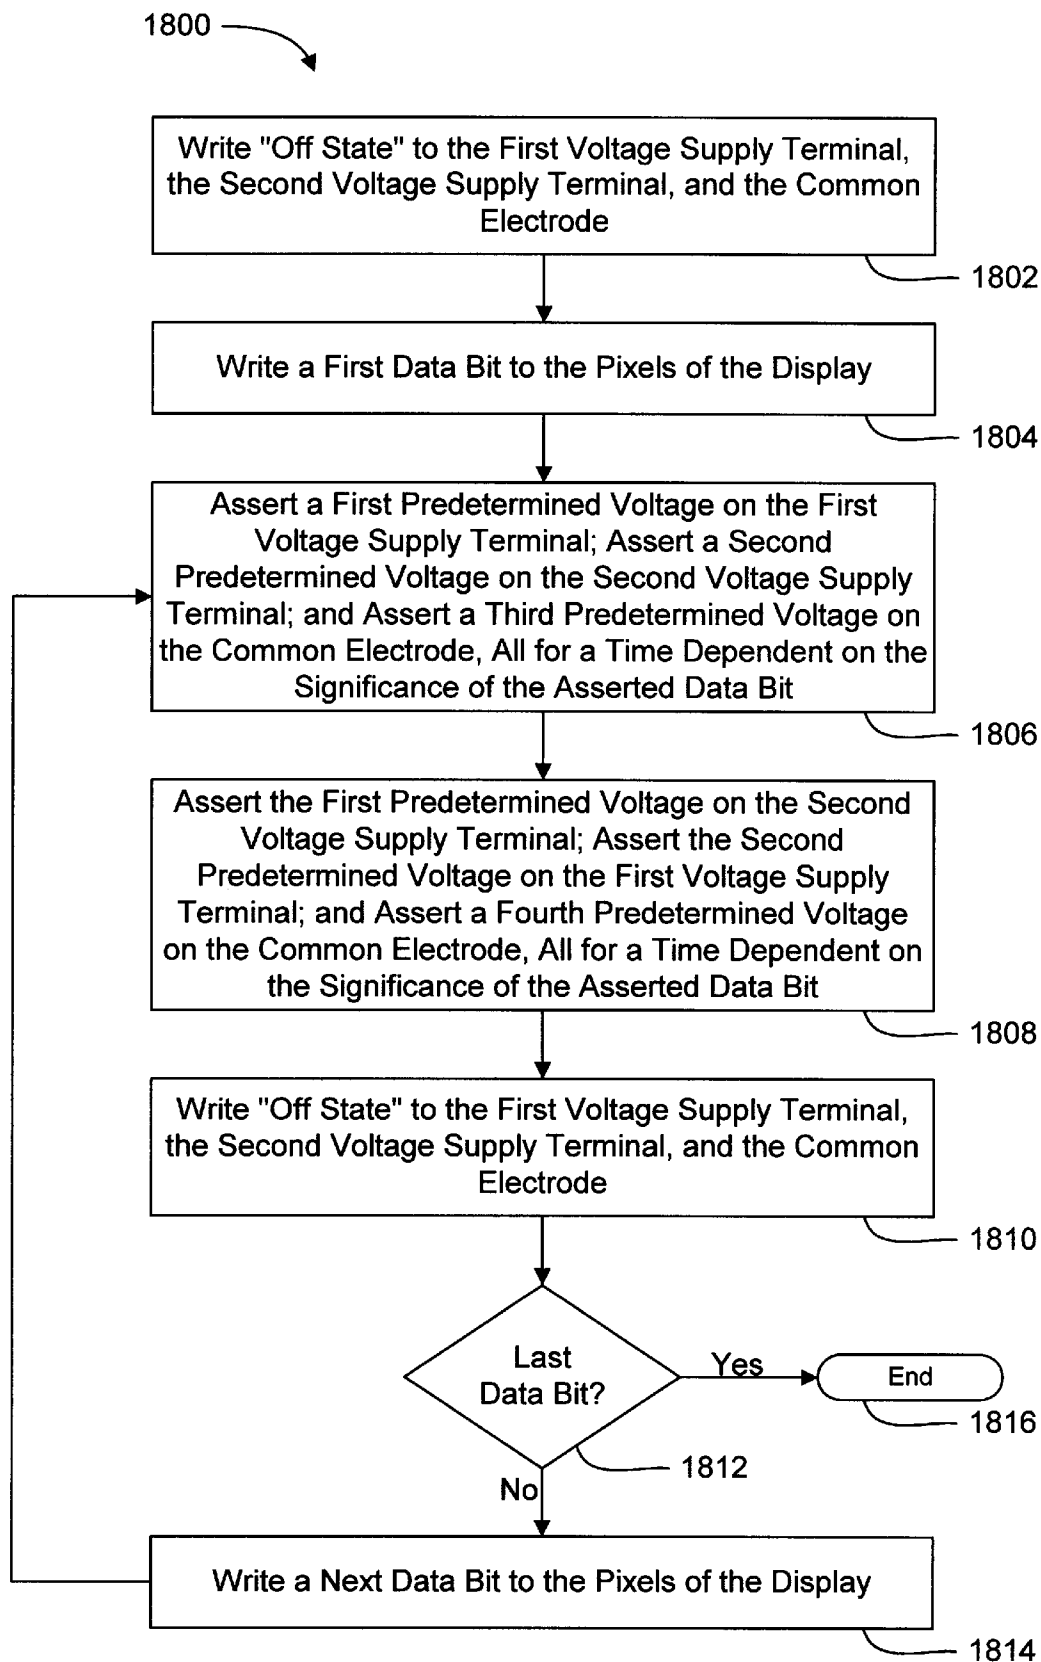 1800
Write "Off State" to the First Voltage Supply Terminal,
the Second Voltage Supply Terminal, and the Common
Electrode
1802
Write a First Data Bit to the Pixels of the Display
1804
Assert a First Predetermined Voltage on the First
Voltage Supply Terminal; Assert a Second
Predetermined Voltage on the Second Voltage Supply
Terminal; and Assert a Third Predetermined Voltage on
the Common Electrode, All for a Time Dependent on the
Significance of the Asserted Data Bit
1806
Assert the First Predetermined Voltage on the Second
Voltage Supply Terminal; Assert the Second
Predetermined Voltage on the First Voltage Supply
Terminal; and Assert a Fourth Predetermined Voltage
on the Common Electrode, All for a Time Dependent on
the Significance of the Asserted Data Bit
1808
Write "Off State" to the First Voltage Supply Terminal,
the Second Voltage Supply Terminal, and the Common
Electrode
1810
Last
Data Bit?
Yes
End
1816
1812
No
Write a Next Data Bit to the Pixels of the Display
1814